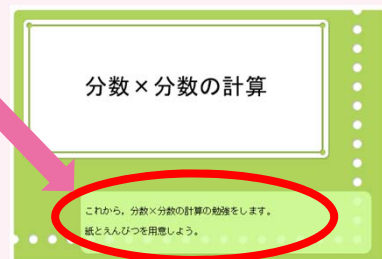 分数×分数の計算
これから，分数×分数の計算の勉強をします。
紙とえんぴつを用意しよう。